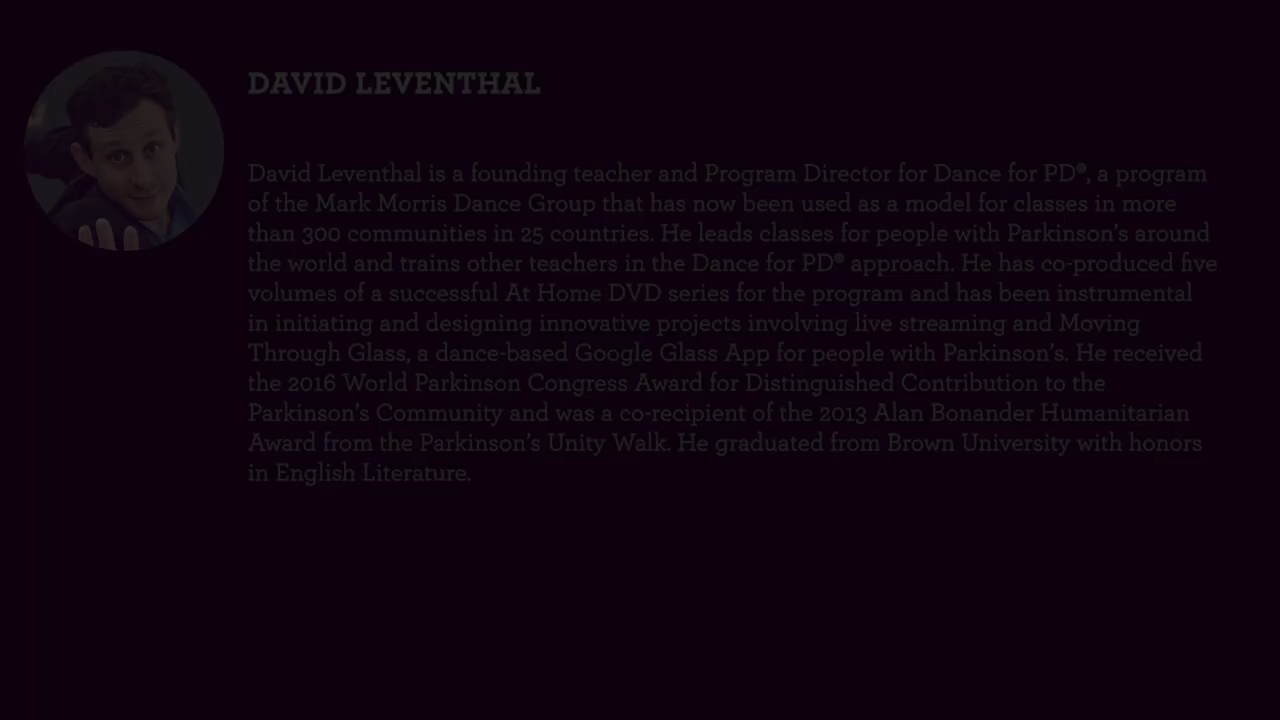 DAVID LEVENTHAL
David Leventhal is a founding teacher and Program Director for Dance for PD®, a program
of the Mark Morris Dance Group that has now been used as a model for classes in more
than 300 communities in 25 countries. He leads classes for people with Parkinson's around
the world and trains other teachers in the Dance for PD® approach. He has co-produced five
volumes of a successful At Home DVD series for the program and has been instrumental
in initiating and designing innovative projects involving live streaming and Moving
Through Glass, a dance-based Google Glass App for people with Parkinson's. He received
the 2016 World Parkinson Congress Award for Distinguished Contribution to the
Parkinson's Community and was a co-recipient of the 2013 Alan Bonander Humanitarian
Award from the Parkinson's Unity Walk. He graduated from Brown University with honors
in English Literature.